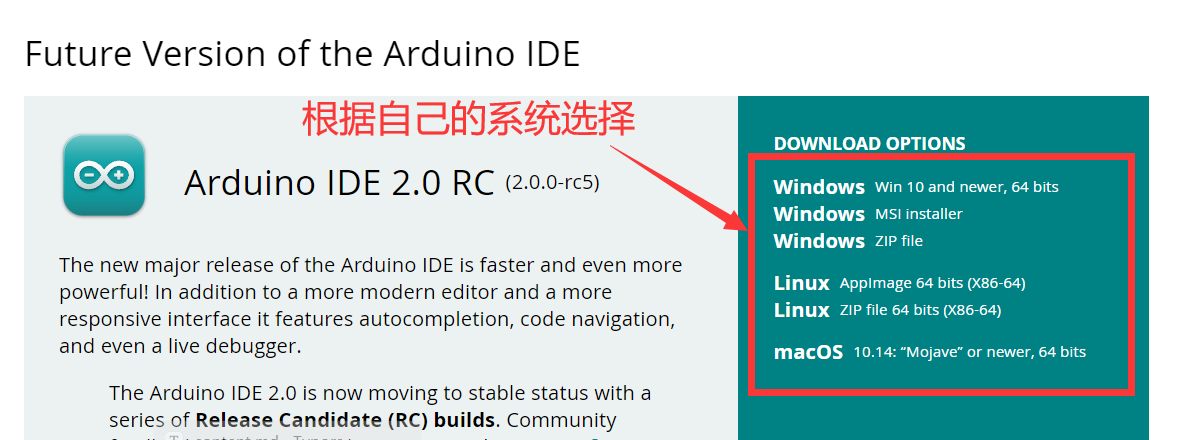 Future Version of the Arduino IDE
根据自己的系统选择
Arduino IDE 2.0 RC (2.0.0-rc5)
The new major release of the Arduino IDE is faster and even more
powerful! In addition to a more modern editor and a more
responsive interface it features autocompletion, code navigation,
and even a live debugger.
The Arduino IDE 2.0 is now moving to stable status with a
series of Release Candidate (RC) builds. Community
DOWNLOAD OPTIONS
Windows Win 10 and newer, 64 bits
Windows MSI installer
Windows ZIP file
Linux AppImage 64 bits (X86-64)
Linux ZIP file 64 bits (X86-64)
macOS 10.14: “Mojave” or newer, 64 bits